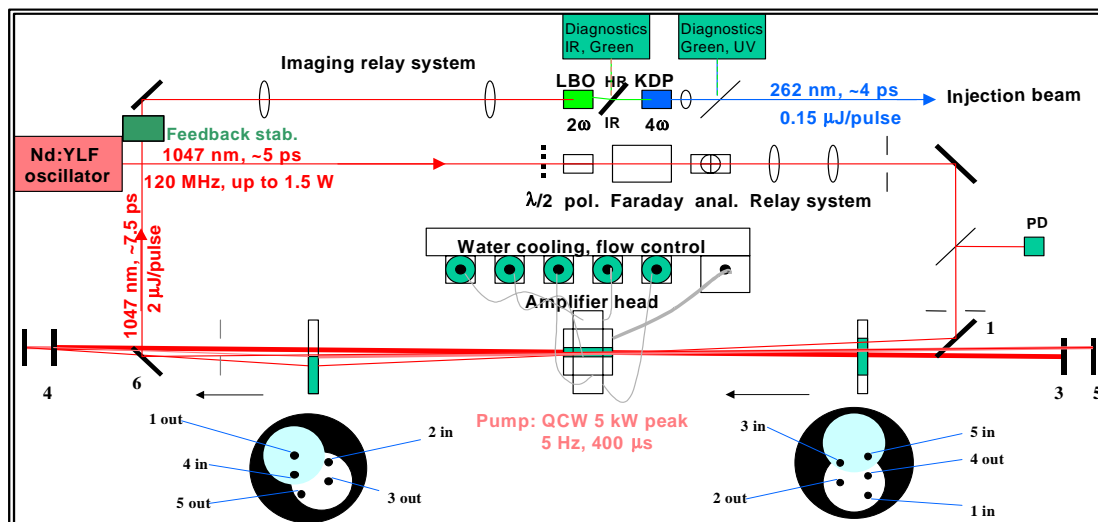 Diagnostics
IR, Green
Diagnostics
Green, UV
Imaging relay system
LBO
HR
KDP
262 nm, ~4 ps
0.15 µJ/pulse
Injection beam
2ω
IR
4ω
Feedback stab.
Nd:YLF
oscillator
1047 nm, ~5 ps
120 MHz, up to 1.5 W
λ/2 pol. Faraday anal. Relay system
PD
1047 nm, ~7.5 ps
2 µJ/pulse
Water cooling, flow control
Amplifier head
1
4
6
3
5
Pump: QCW 5 kW peak
5 Hz, 400 µs
1 out
2 in
4 in
3 out
5 out
3 in
5 in
4 out
2 out
1 in